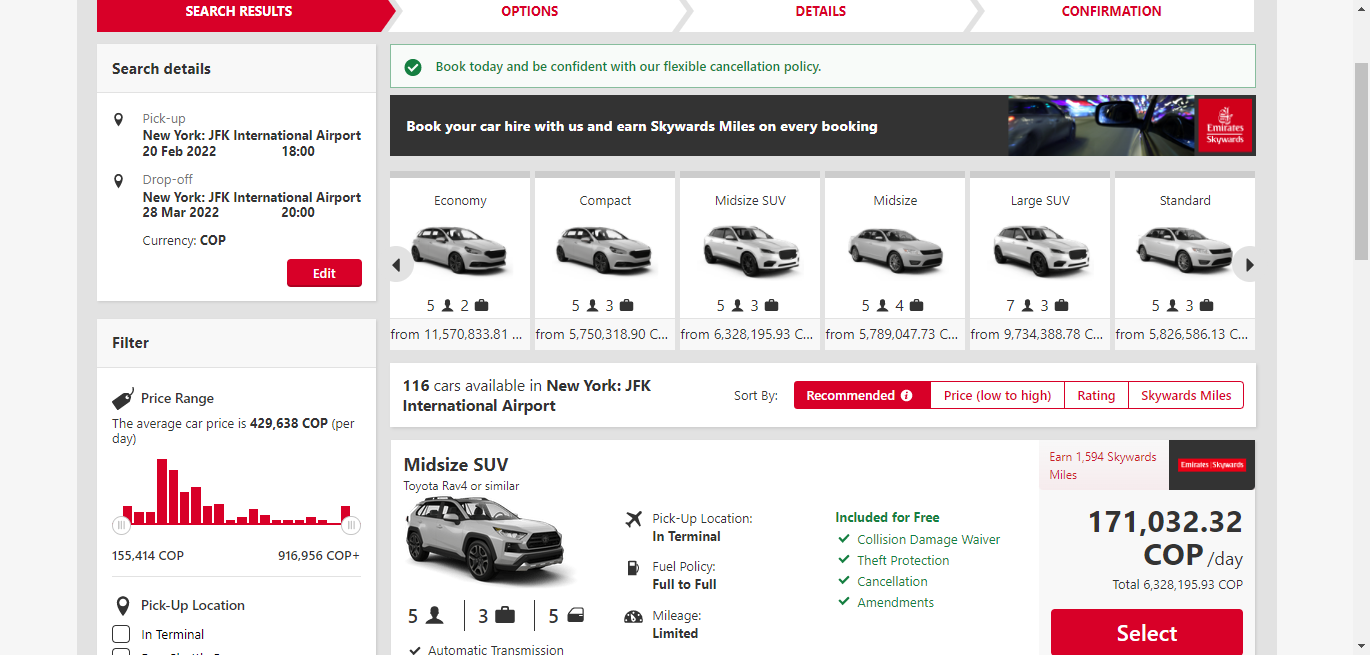 SEARCH RESULTS
OPTIONS
DETAILS
CONFIRMATION
Search details
Pick-up
New York: JFK International Airport
20 Feb 2022 18:00
Drop-off
New York: JFK International Airport
28 Mar 2022 20:00
Currency: COP
Edit
Filter
Price Range
The average car price is 429,638 COP (per
day)
155,414 COP 916,956 COP+
Pick-Up Location
In Terminal
Book today and be confident with our flexible cancellation policy.
Book your car hire with us and earn Skywards Miles on every booking
Emirates
Skywards
Economy
5 2
from 11,570,833.81 ...
Compact
5 3
from 5,750,318.90 C...
Midsize SUV
5 3
from 6,328,195.93 C...
Midsize
5 4
from 5,789,047.73 C...
Large SUV
7 3
from 9,734,388.78 C...
Standard
5 3
from 5,826,586.13 C...
116 cars available in New York: JFK
International Airport
Sort By:
Recommended
Price (low to high)
Rating
Skywards Miles
Midsize SUV
Toyota Rav4 or similar
5 3 5
Automatic Transmission
Pick-Up Location:
In Terminal
Fuel Policy:
Full to Full
Mileage:
Limited
Included for Free
Collision Damage Waiver
Theft Protection
Cancellation
Amendments
Earn 1,594 Skywards
Miles
Emirates Skywards
171,032.32
COP /day
Total 6,328,195.93 COP
Select